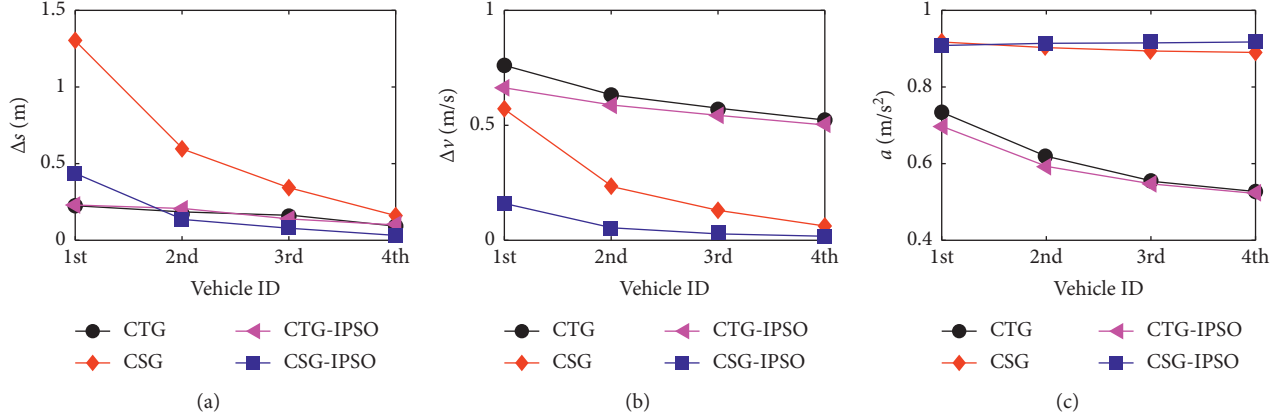 1.5
1
0.5
0
Δs (m)
1st 2nd 3rd 4th
Vehicle ID
CTG CTG-IPSO
CSG CSG-IPSO
(a)
1
0.5
0
Δv (m/s)
1st 2nd 3rd 4th
Vehicle ID
CTG CTG-IPSO
CSG CSG-IPSO
(b)
1
0.8
0.6
0.4
a (m/s²)
1st 2nd 3rd 4th
Vehicle ID
CTG CTG-IPSO
CSG CSG-IPSO
(c)